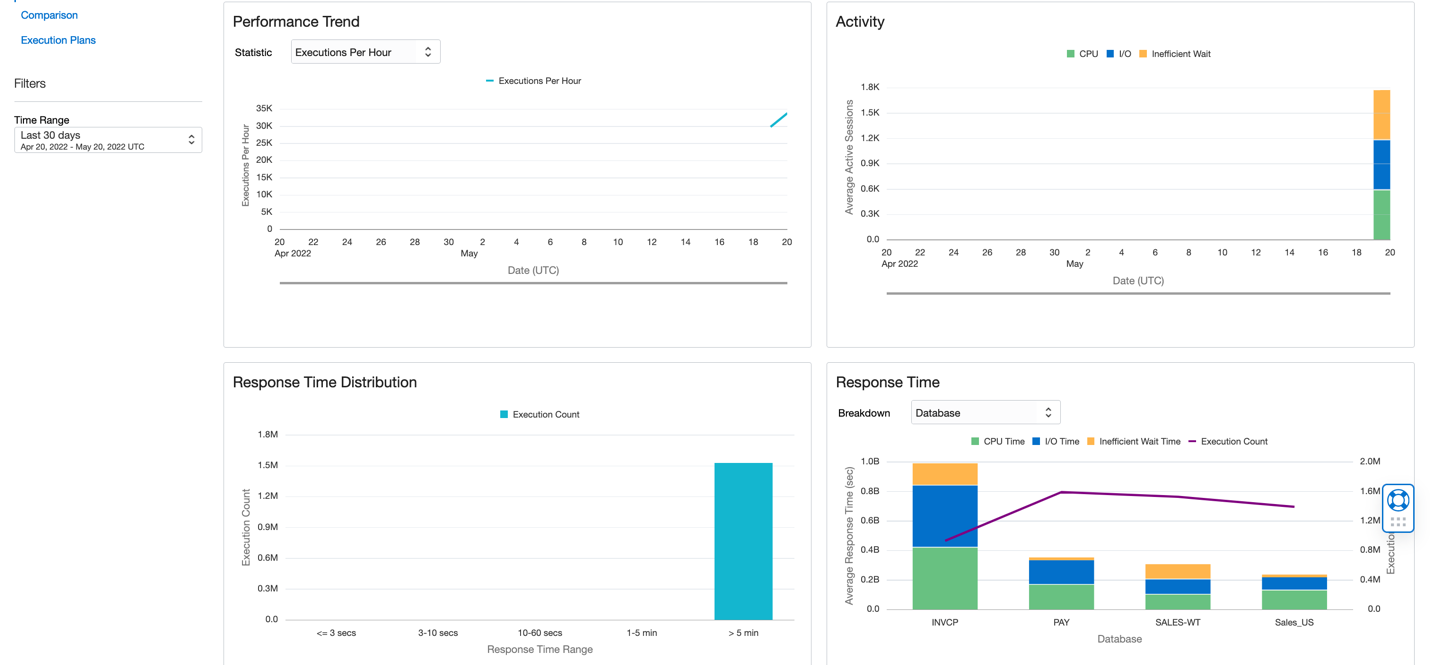 Comparison
Execution Plans
Filters
Time Range
Last 30 days
Apr 20, 2022 - May 20, 2022 UTC
Performance Trend
Statistic
Executions Per Hour
Executions Per Hour
Executions Per Hour
35K
30K
25K
20K
15K
10K
5K
0
20 22 24 26 28 30 2 4 6 8 10 12 14 16 18 20
Apr 2022 May
Date (UTC)
Activity
CPU I/O Inefficient Wait
Average Active Sessions
1.8K
1.5K
1.2K
0.9K
0.6K
0.3K
0.0
20 22 24 26 28 30 2 4 6 8 10 12 14 16 18 20
Apr 2022 May
Date (UTC)
Response Time Distribution
Execution Count
Execution Count
1.8M
1.5M
1.2M
0.9M
0.6M
0.3M
0.0
<= 3 secs 3-10 secs 10-60 secs 1-5 min > 5 min
Response Time Range
Response Time
Breakdown
Database
CPU Time I/O Time Inefficient Wait Time Execution Count
Average Response Time (sec)
1.0B
0.8B
0.6B
0.4B
0.2B
0.0
2.0M
1.6M
1.2M
0.8M
0.4M
0.0
INVCP PAY SALES-WT Sales_US
Database